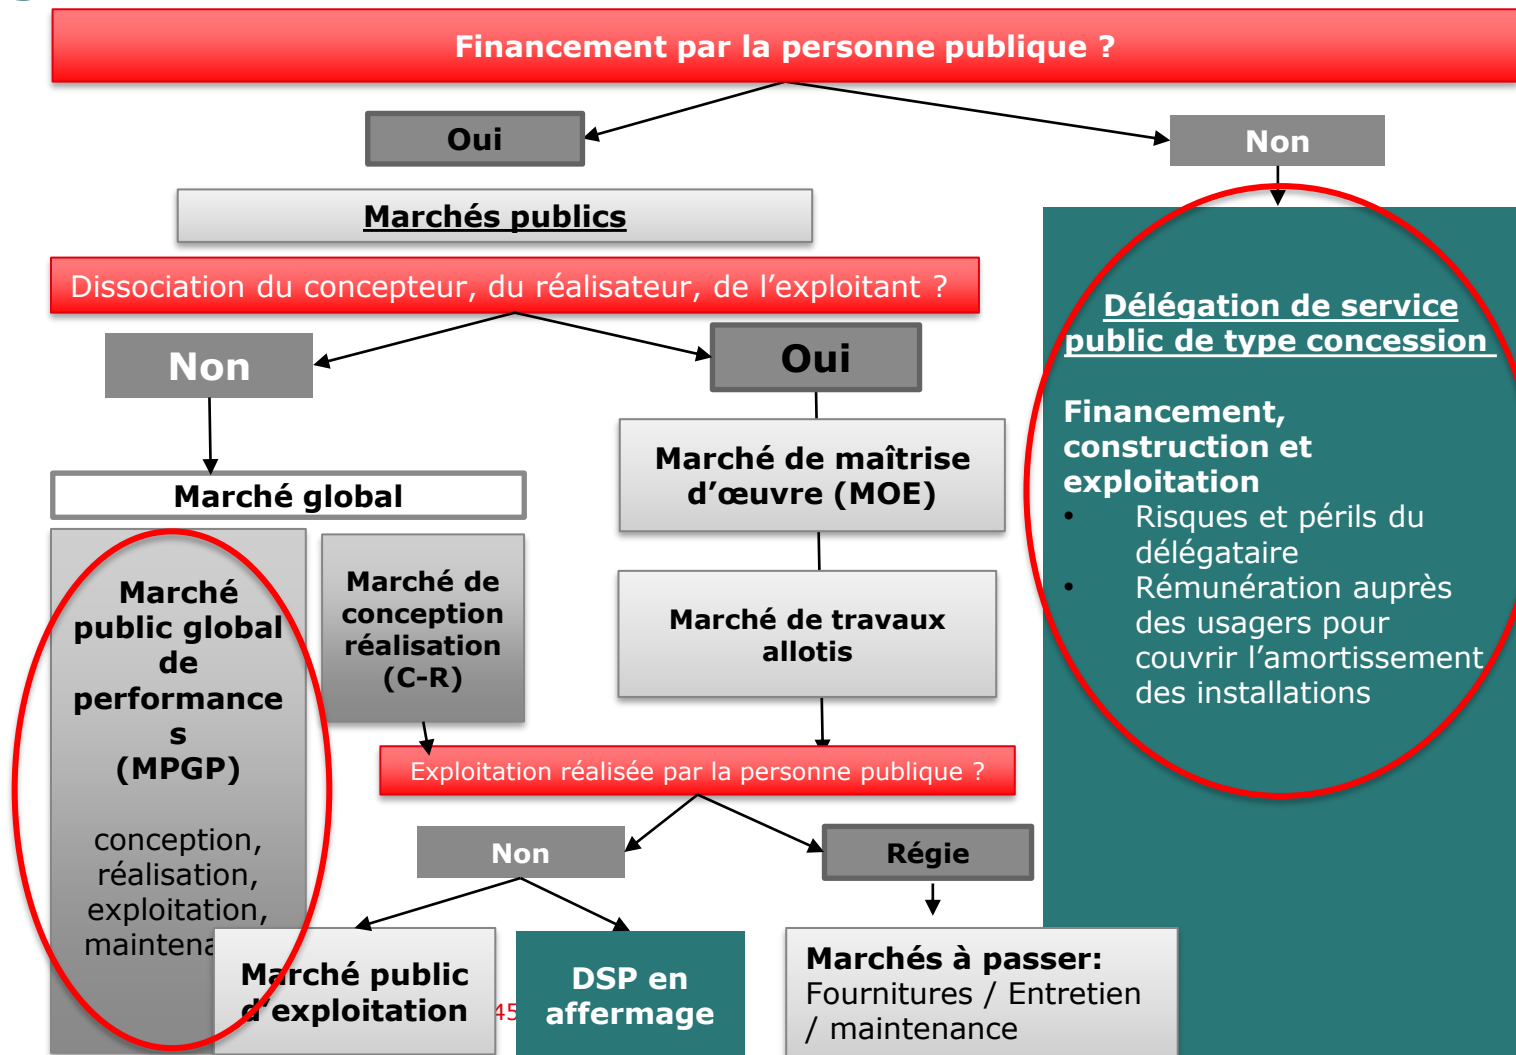 Financement par la personne publique ?
Oui
Non
Marchés publics
Dissociation du concepteur, du réalisateur, de l’exploitant ?
Non
Oui
Marché global
Marché
public global
de
performance
s
(MPGP)
conception,
réalisation,
exploitation,
maintena
Marché de
conception
réalisation
(C-R)
Marché de maîtrise
d’œuvre (MOE)
Marché de travaux
allotis
Exploitation réalisée par la personne publique ?
Non
Régie
Marché public
d’exploitation
45
DSP en
affermage
Marchés à passer:
Fournitures / Entretien
/ maintenance
Délégation de service
public de type concession
Financement,
construction et
exploitation
• Risques et périls du
délégataire
• Rémunération auprès
des usagers pour
couvrir l’amortissement
des installations